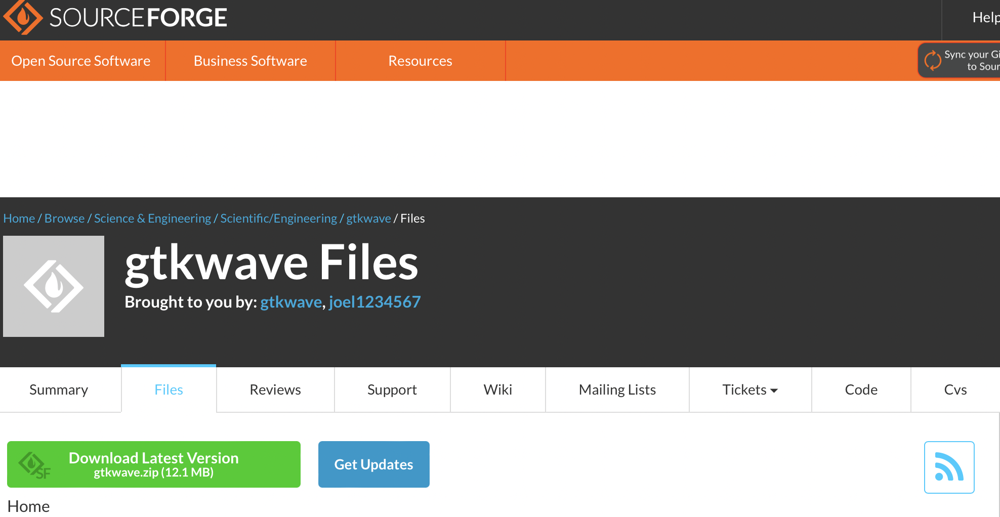 SOURCEFORGE
Help
Open Source Software
Business Software
Resources
Sync your Gi
to Sour
Home / Browse / Science & Engineering / Scientific/Engineering / gtkwave / Files
gtkwave Files
Brought to you by: gtkwave, joel1234567
Summary
Files
Reviews
Support
Wiki
Mailing Lists
Tickets
Code
Cvs
SF
Download Latest Version
gtkwave.zip (12.1 MB)
Get Updates
Home